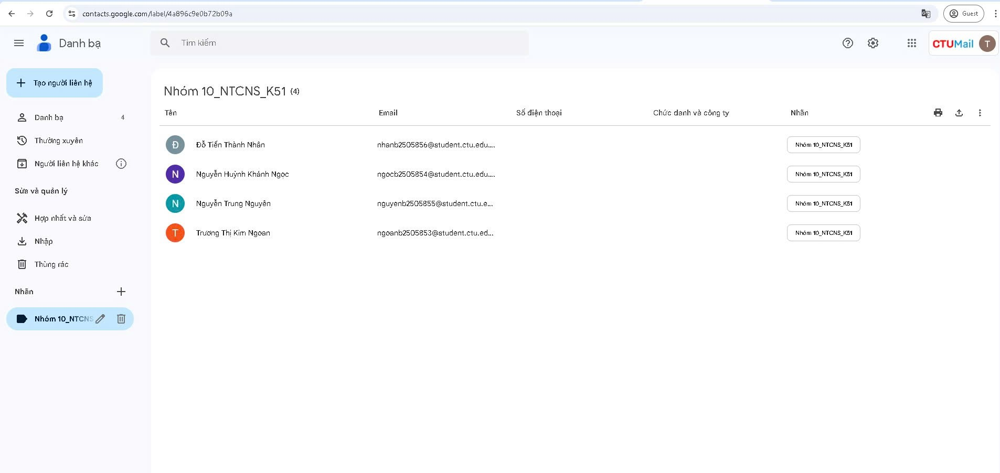 contacts.google.com/label/4a896c9e0b72b09a
Guest
Danh bạ
Tìm kiếm
CTUMail
T
Tạo người liên hệ
Danh bạ 4
Thường xuyên
Người liên hệ khác
Sửa và quản lý
Hợp nhất và sửa
Nhập
Thùng rác
Nhãn
Nhóm 10_NTCNS
Nhóm 10_NTCNS_K51 (4)
Tên Email Số điện thoại Chức danh và công ty Nhãn
Đ Đỗ Tiến Thành Nhân nhanb2505856@student.ctu.edu.... Nhóm 10_NTCNS_K51
N Nguyễn Huỳnh Khánh Ngọc ngocb2505854@student.ctu.edu.... Nhóm 10_NTCNS_K51
N Nguyễn Trung Nguyên nguyenb2505855@student.ctu.e... Nhóm 10_NTCNS_K51
T Trương Thị Kim Ngoan ngoanb2505853@student.ctu.ed... Nhóm 10_NTCNS_K51